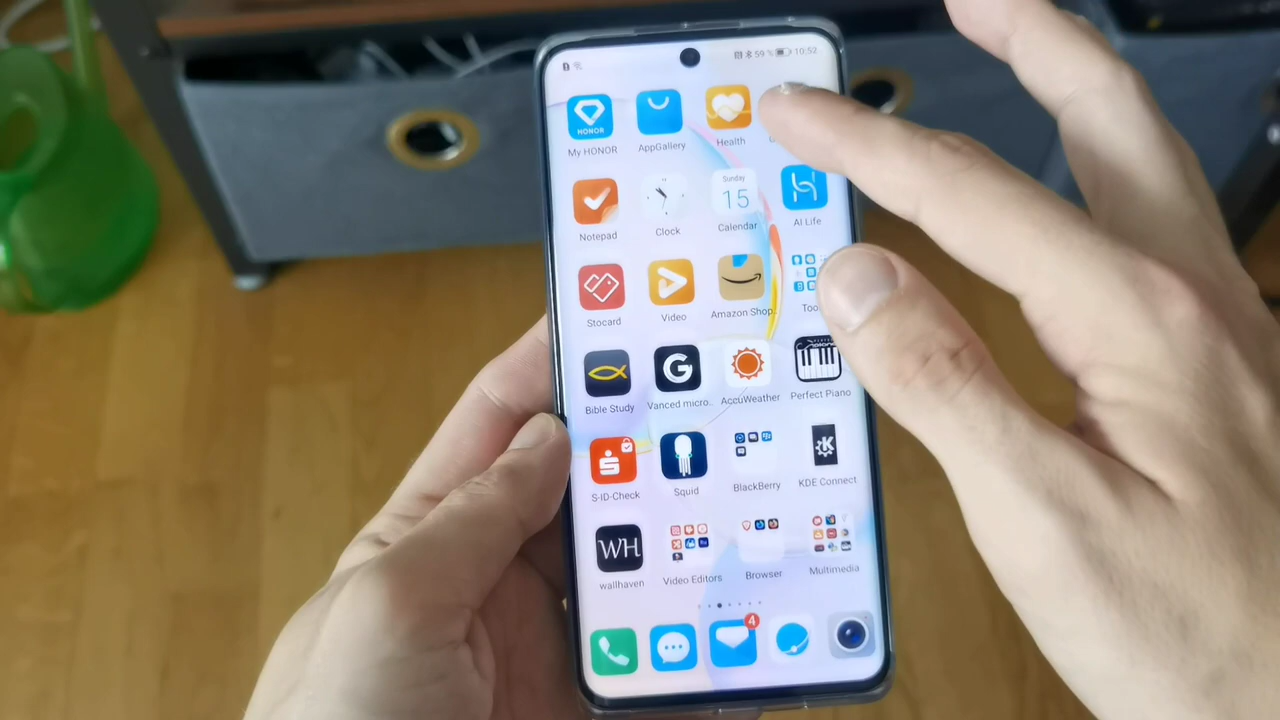 59 % 10:52
HONOR
My HONOR AppGallery Health
Sunday
15
Notepad Clock Calendar AI Life
Stocard Video Amazon Shop..
G
Bible Study Vanced micro.. AccuWeather Perfect Piano
S
K
S-ID-Check Squid BlackBerry KDE Connect
WH
wallhaven Video Editors Browser Multimedia
4